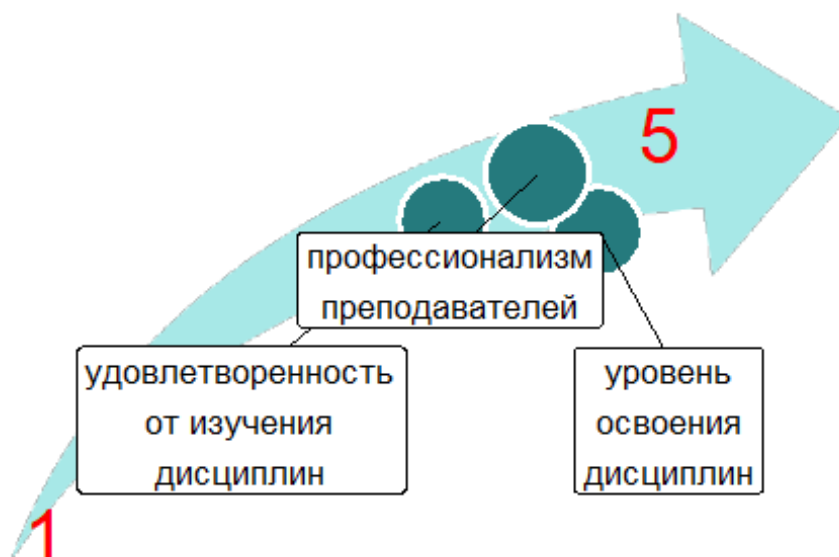 5
профессионализм
преподавателей
удовлетворенность
от изучения
дисциплин
уровень
освоения
дисциплин
1